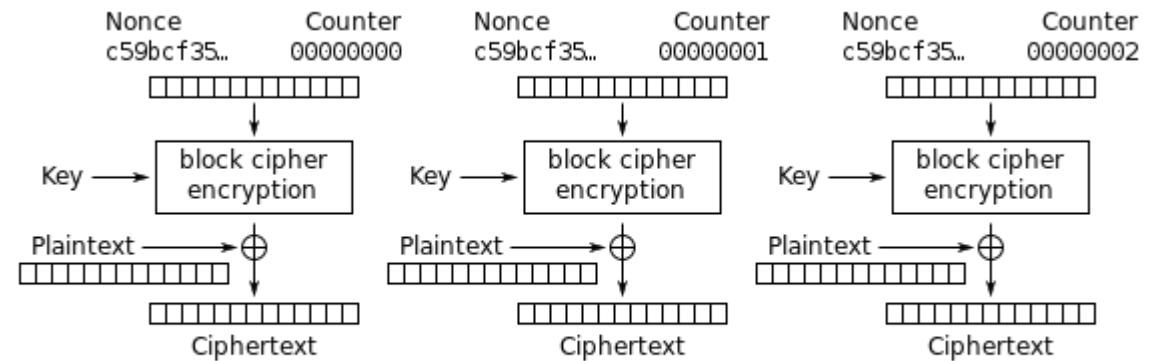 Nonce Counter Nonce Counter Nonce Counter
c59bcf35… 00000000 c59bcf35… 00000001 c59bcf35… 00000002
block cipher block cipher block cipher
Key encryption Key encryption Key encryption
Plaintext Plaintext Plaintext
Ciphertext Ciphertext Ciphertext